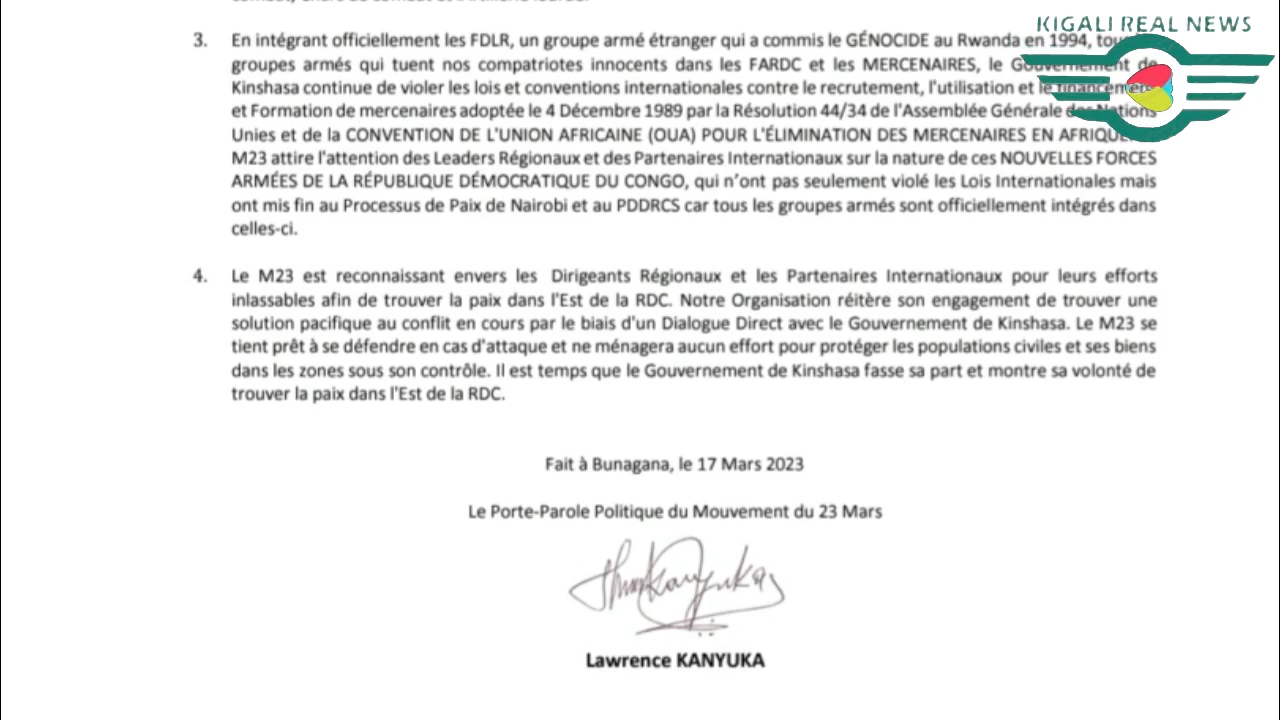 KIGALI REAL NEWS
3. En intégrant officiellement les FDLR, un groupe armé étranger qui a commis le GÉNOCIDE au Rwanda en 1994,
groupes armés qui tuent nos compatriotes innocents dans les FARDC et les MERCENAIRES, le Gouvernement de
Kinshasa continue de violer les lois et conventions internationales contre le recrutement, l'utilisation et le financement
et Formation de mercenaires adoptée le 4 Décembre 1989 par la Résolution 44/34 de l'Assemblée Générale des Nations
Unies et de la CONVENTION DE L'UNION AFRICAINE (OUA) POUR L'ÉLIMINATION DES MERCENAIRES EN
M23 attire l'attention des Leaders Régionaux et des Partenaires Internationaux sur la nature de ces NOUVELLES FORCES
ARMÉES DE LA RÉPUBLIQUE DÉMOCRATIQUE DU CONGO, qui n’ont pas seulement violé les Lois Internationales mais
ont mis fin au Processus de Paix de Nairobi et au PDDRCS car tous les groupes armés sont officiellement intégrés dans
celles-ci.
4. Le M23 est reconnaissant envers les Dirigeants Régionaux et les Partenaires Internationaux pour leurs efforts
inlassables afin de trouver la paix dans l'Est de la RDC. Notre Organisation réitère son engagement de trouver une
solution pacifique au conflit en cours par le biais d'un Dialogue Direct avec le Gouvernement de Kinshasa. Le M23 se
tient prêt à se défendre en cas d'attaque et ne ménagera aucun effort pour protéger les populations civiles et ses biens
dans les zones sous son contrôle. Il est temps que le Gouvernement de Kinshasa fasse sa part et montre sa volonté de
trouver la paix dans l'Est de la RDC.
Fait à Bunagana, le 17 Mars 2023
Le Porte-Parole Politique du Mouvement du 23 Mars
Lawrence KANYUKA